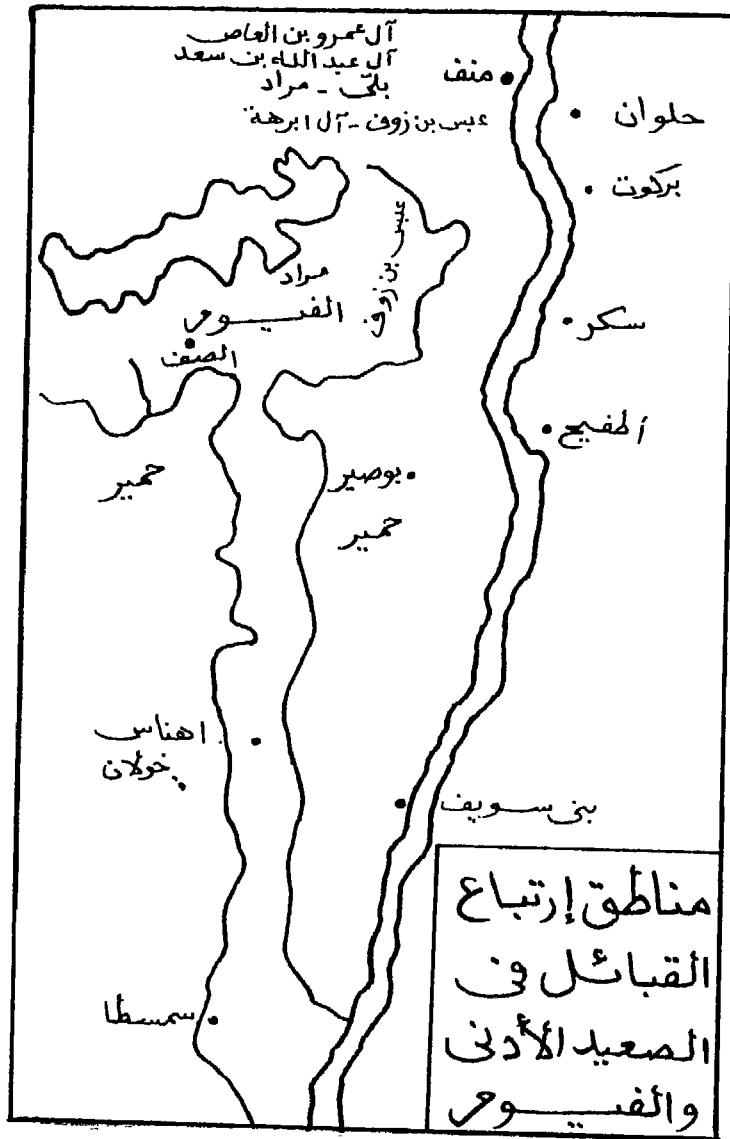 آل عمرو بن العاص
آل عبد الله بن سعد
بلّى - مراد
عبس بن زوف - آل ابرهة
منف
حلوان
بركوت
عبس بن زوف
مراد
الفيوم
الصف
سكر
أطفيح
حمير
بوصير
حمير
اهناس
خولان
بنى سويف
سمسطا
مناطق إرتباع
القبائل فى
الصعيد الأدنى
والفيوم